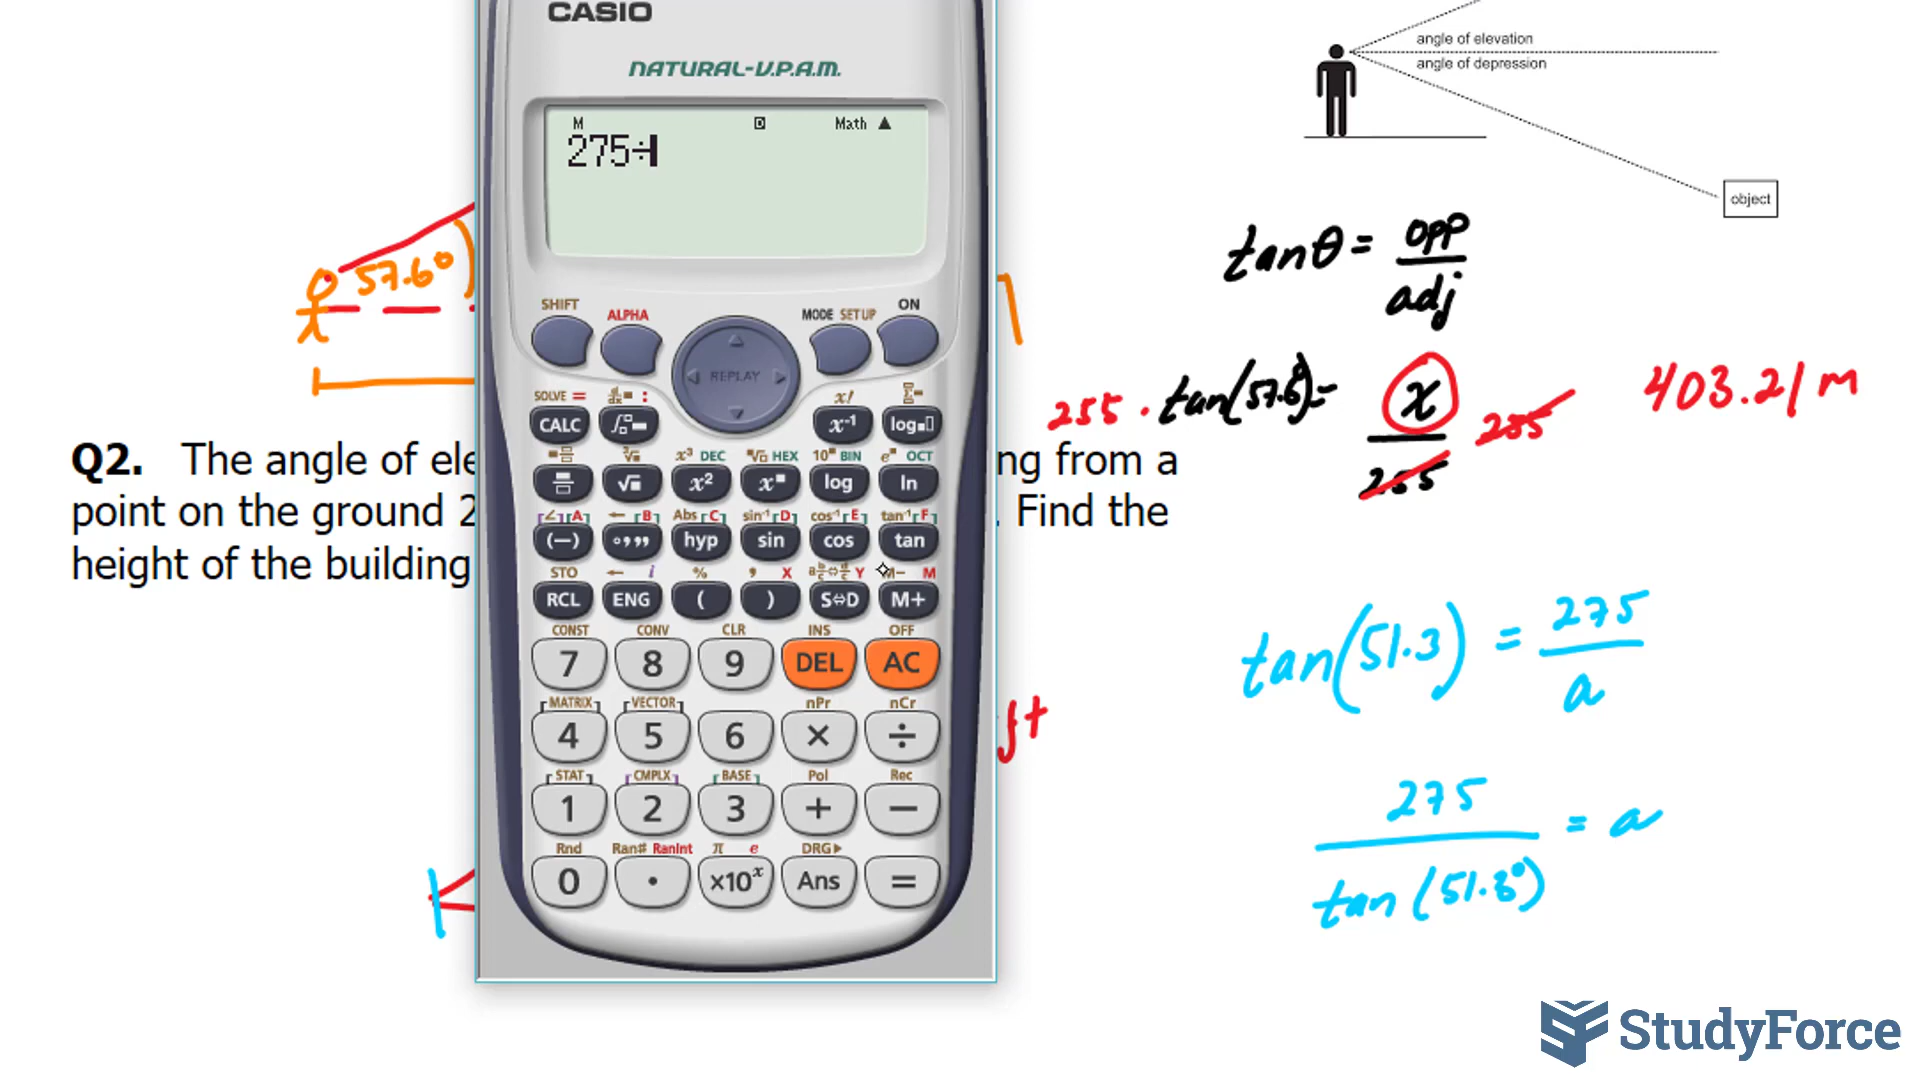 CASIO
NATURAL-V.P.A.M.
M D Math ▲
275÷
SHIFT ALPHA MODE SETUP ON
REPLAY
SOLVE = : x!
CALC x⁻¹ log
x³ DEC HEX 10 BIN e OCT
x² log ln
A B Abs C sin⁻¹ D cos⁻¹ E tan⁻¹ F
(−) hyp sin cos tan
STO i % , X Y M− M
RCL ENG ( ) S⇔D M+
CONST CONV CLR INS OFF
7 8 9 DEL AC
MATRIX VECTOR nPr nCr
4 5 6 × ÷
STAT CMPLX BASE Pol Rec
1 2 3 + −
Rnd Ran# RanInt π e DRG▶
0 . ×10ˣ Ans =
angle of elevation
angle of depression
object
57.6°
tanθ = opp/adj
255 · tan(57.6°) = x/255 255
403.21 m
Q2. The angle of ele ng from a
point on the ground 2 . Find the
height of the building
ft
tan(51.3) = 275/a
275/tan(51.3°) = a
StudyForce